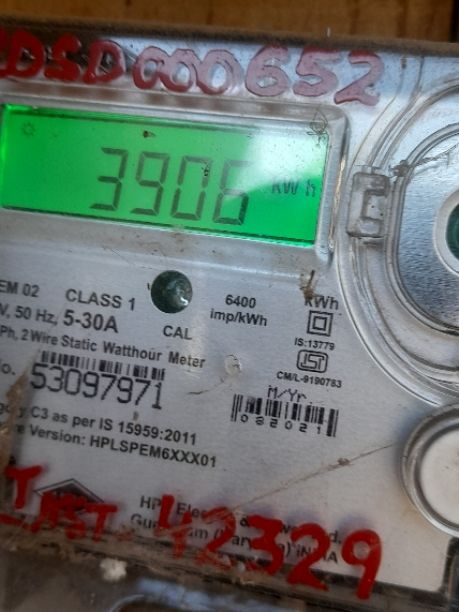 DSD000652
3906 kWh
EM 02 CLASS 1 6400 imp/kWh kWh
V, 50 Hz, 5-30A CAL
Ph, 2 Wire Static Watthour Meter
IS:13779
CM/L-9190783
No. 53097971
M/Yr
082021
C3 as per IS 15959:2011
Version: HPLSPEM6XXX01
42329